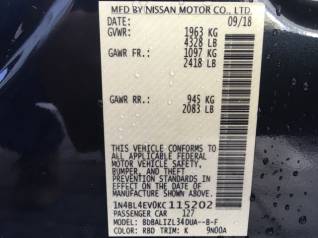 MFD BY NISSAN MOTOR CO., LTD.
DATE: 09/18
GVWR: 1963 KG
4328 LB
GAWR FR.: 1097 KG
2418 LB
GAWR RR.: 945 KG
2083 LB
THIS VEHICLE CONFORMS TO ALL
APPLICABLE U.S. FEDERAL MOTOR
VEHICLE SAFETY, BUMPER, AND
THEFT PREVENTION STANDARDS IN
EFFECT ON THE DATE OF
MANUFACTURE SHOWN ABOVE.
1N4BL4EV0KC115202
PASSENGER CAR 127
MODEL: BDBALIZL34DUA--B-F
COLOR: RBD TRIM: K 9N00A